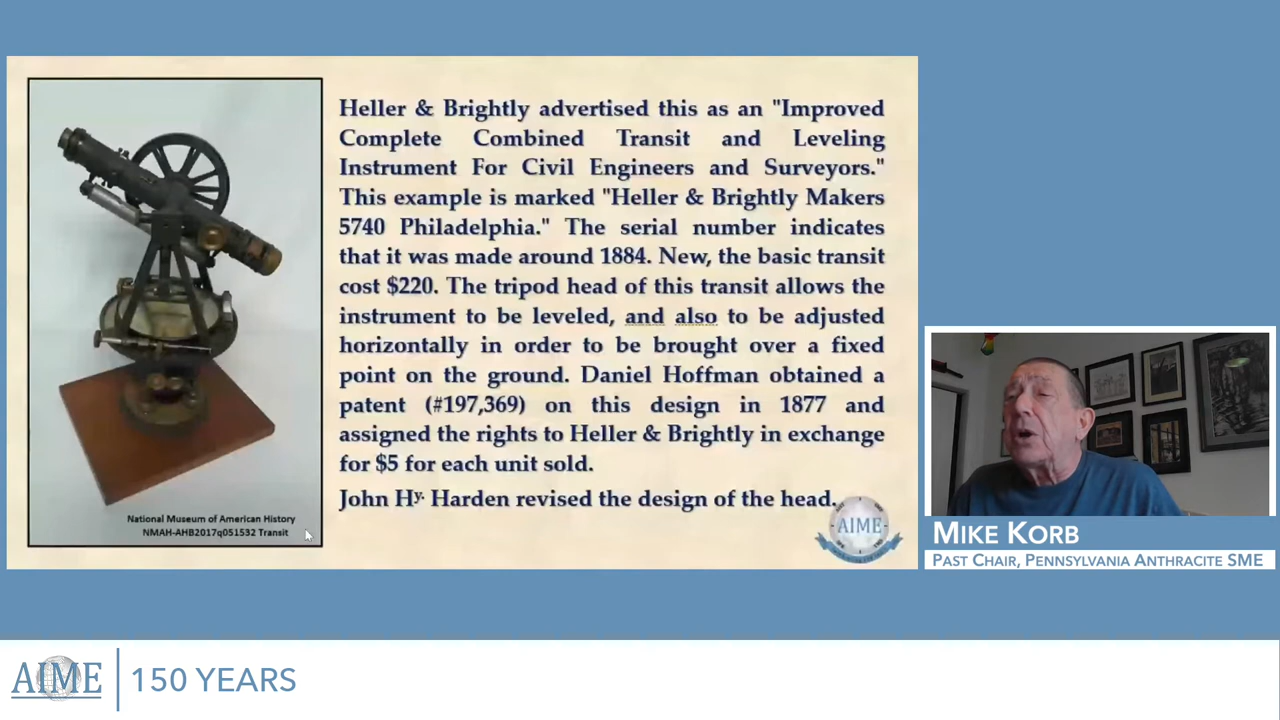 Heller & Brightly advertised this as an "Improved
Complete Combined Transit and Leveling
Instrument For Civil Engineers and Surveyors."
This example is marked "Heller & Brightly Makers
5740 Philadelphia." The serial number indicates
that it was made around 1884. New, the basic transit
cost $220. The tripod head of this transit allows the
instrument to be leveled, and also to be adjusted
horizontally in order to be brought over a fixed
point on the ground. Daniel Hoffman obtained a
patent (#197,369) on this design in 1877 and
assigned the rights to Heller & Brightly in exchange
for $5 for each unit sold.
John Hy. Harden revised the design of the head.
National Museum of American History
NMAH-AHB2017q051532 Transit
AIME
MIKE KORB
PAST CHAIR, PENNSYLVANIA ANTHRACITE SME
AIME
150 YEARS